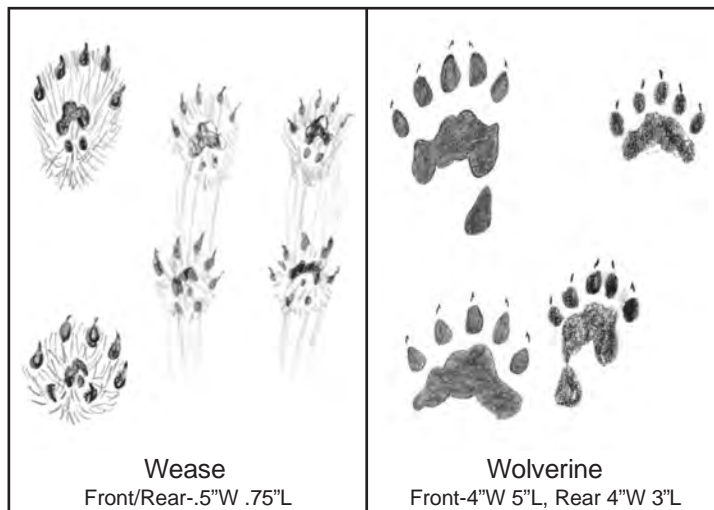 Wease
Front/Rear-.5”W .75”L
Wolverine
Front-4”W 5”L, Rear 4”W 3”L